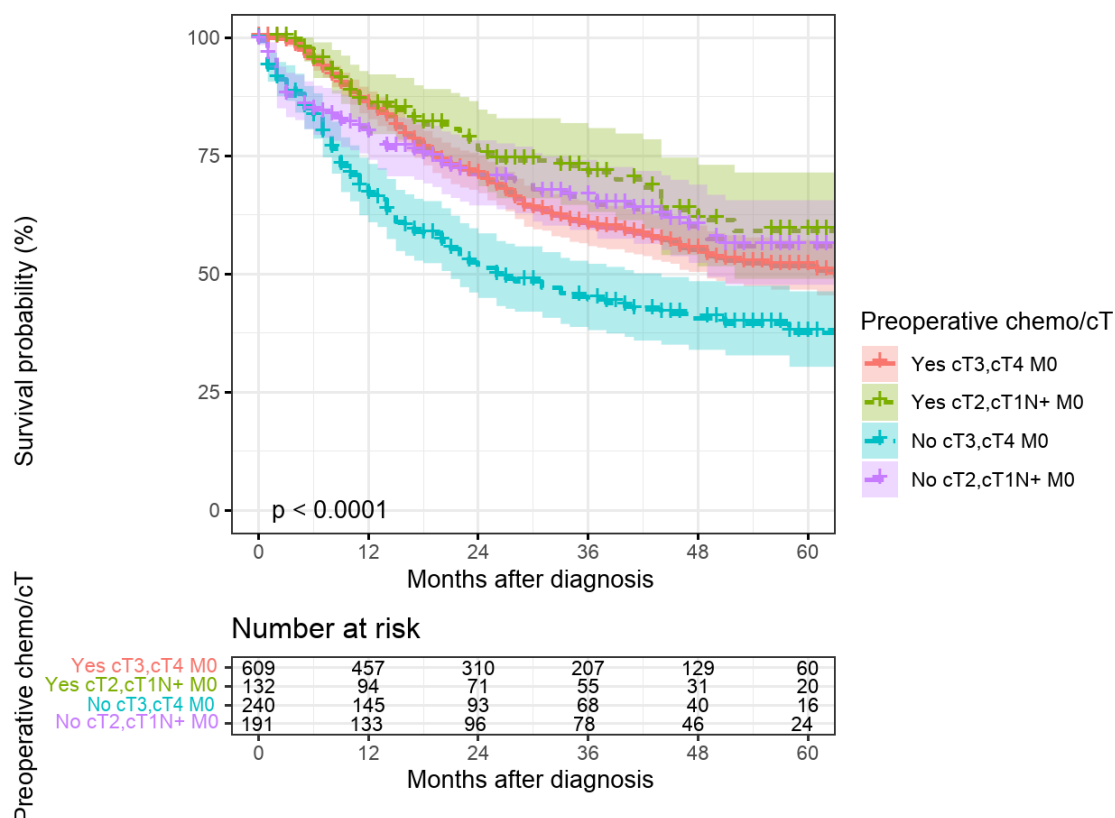 Survival probability (%)
100
75
50
25
0
p < 0.0001
0 12 24 36 48 60
Months after diagnosis
Preoperative chemo/cT
Yes cT3,cT4 M0
Yes cT2,cT1N+ M0
No cT3,cT4 M0
No cT2,cT1N+ M0
Number at risk
Preoperative chemo/cT
Yes cT3,cT4 M0 609 457 310 207 129 60
Yes cT2,cT1N+ M0 132 94 71 55 31 20
No cT3,cT4 M0 240 145 93 68 40 16
No cT2,cT1N+ M0 191 133 96 78 46 24
0 12 24 36 48 60
Months after diagnosis